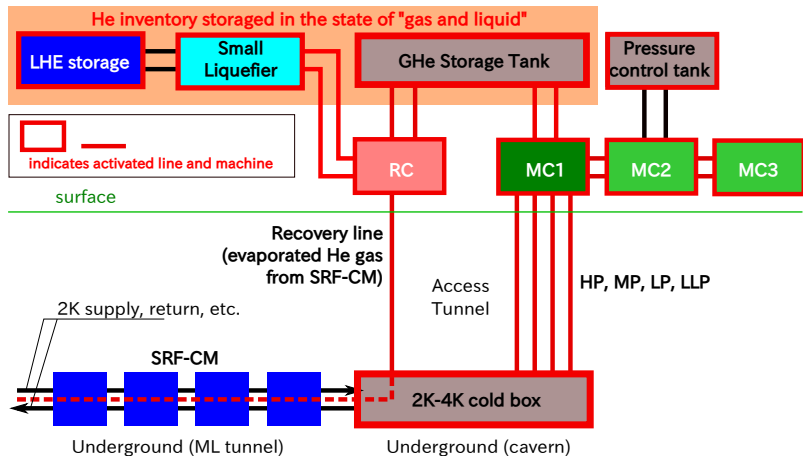 He inventory storaged in the state of "gas and liquid"
LHE storage
Small
Liquefier
GHe Storage Tank
Pressure
control tank
indicates activated line and machine
RC
MC1
MC2
MC3
surface
Recovery line
(evaporated He gas
from SRF-CM)
Access
Tunnel
HP, MP, LP, LLP
2K supply, return, etc.
SRF-CM
2K-4K cold box
Underground (ML tunnel)
Underground (cavern)